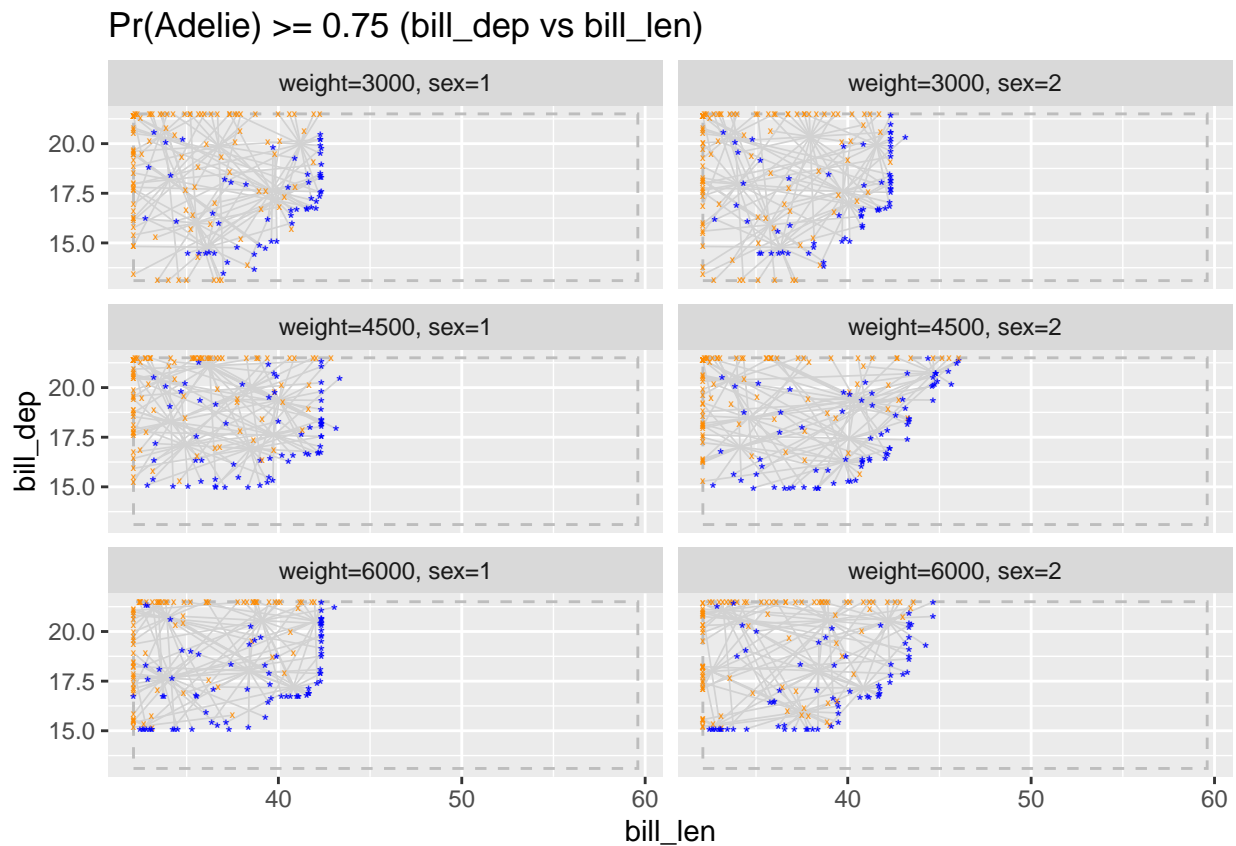 Pr(Adelie) >= 0.75 (bill_dep vs bill_len)
weight=3000, sex=1
weight=3000, sex=2
20.0
17.5
15.0
weight=4500, sex=1
weight=4500, sex=2
20.0
17.5
15.0
bill_dep
weight=6000, sex=1
weight=6000, sex=2
20.0
17.5
15.0
40 50 60 40 50 60
bill_len